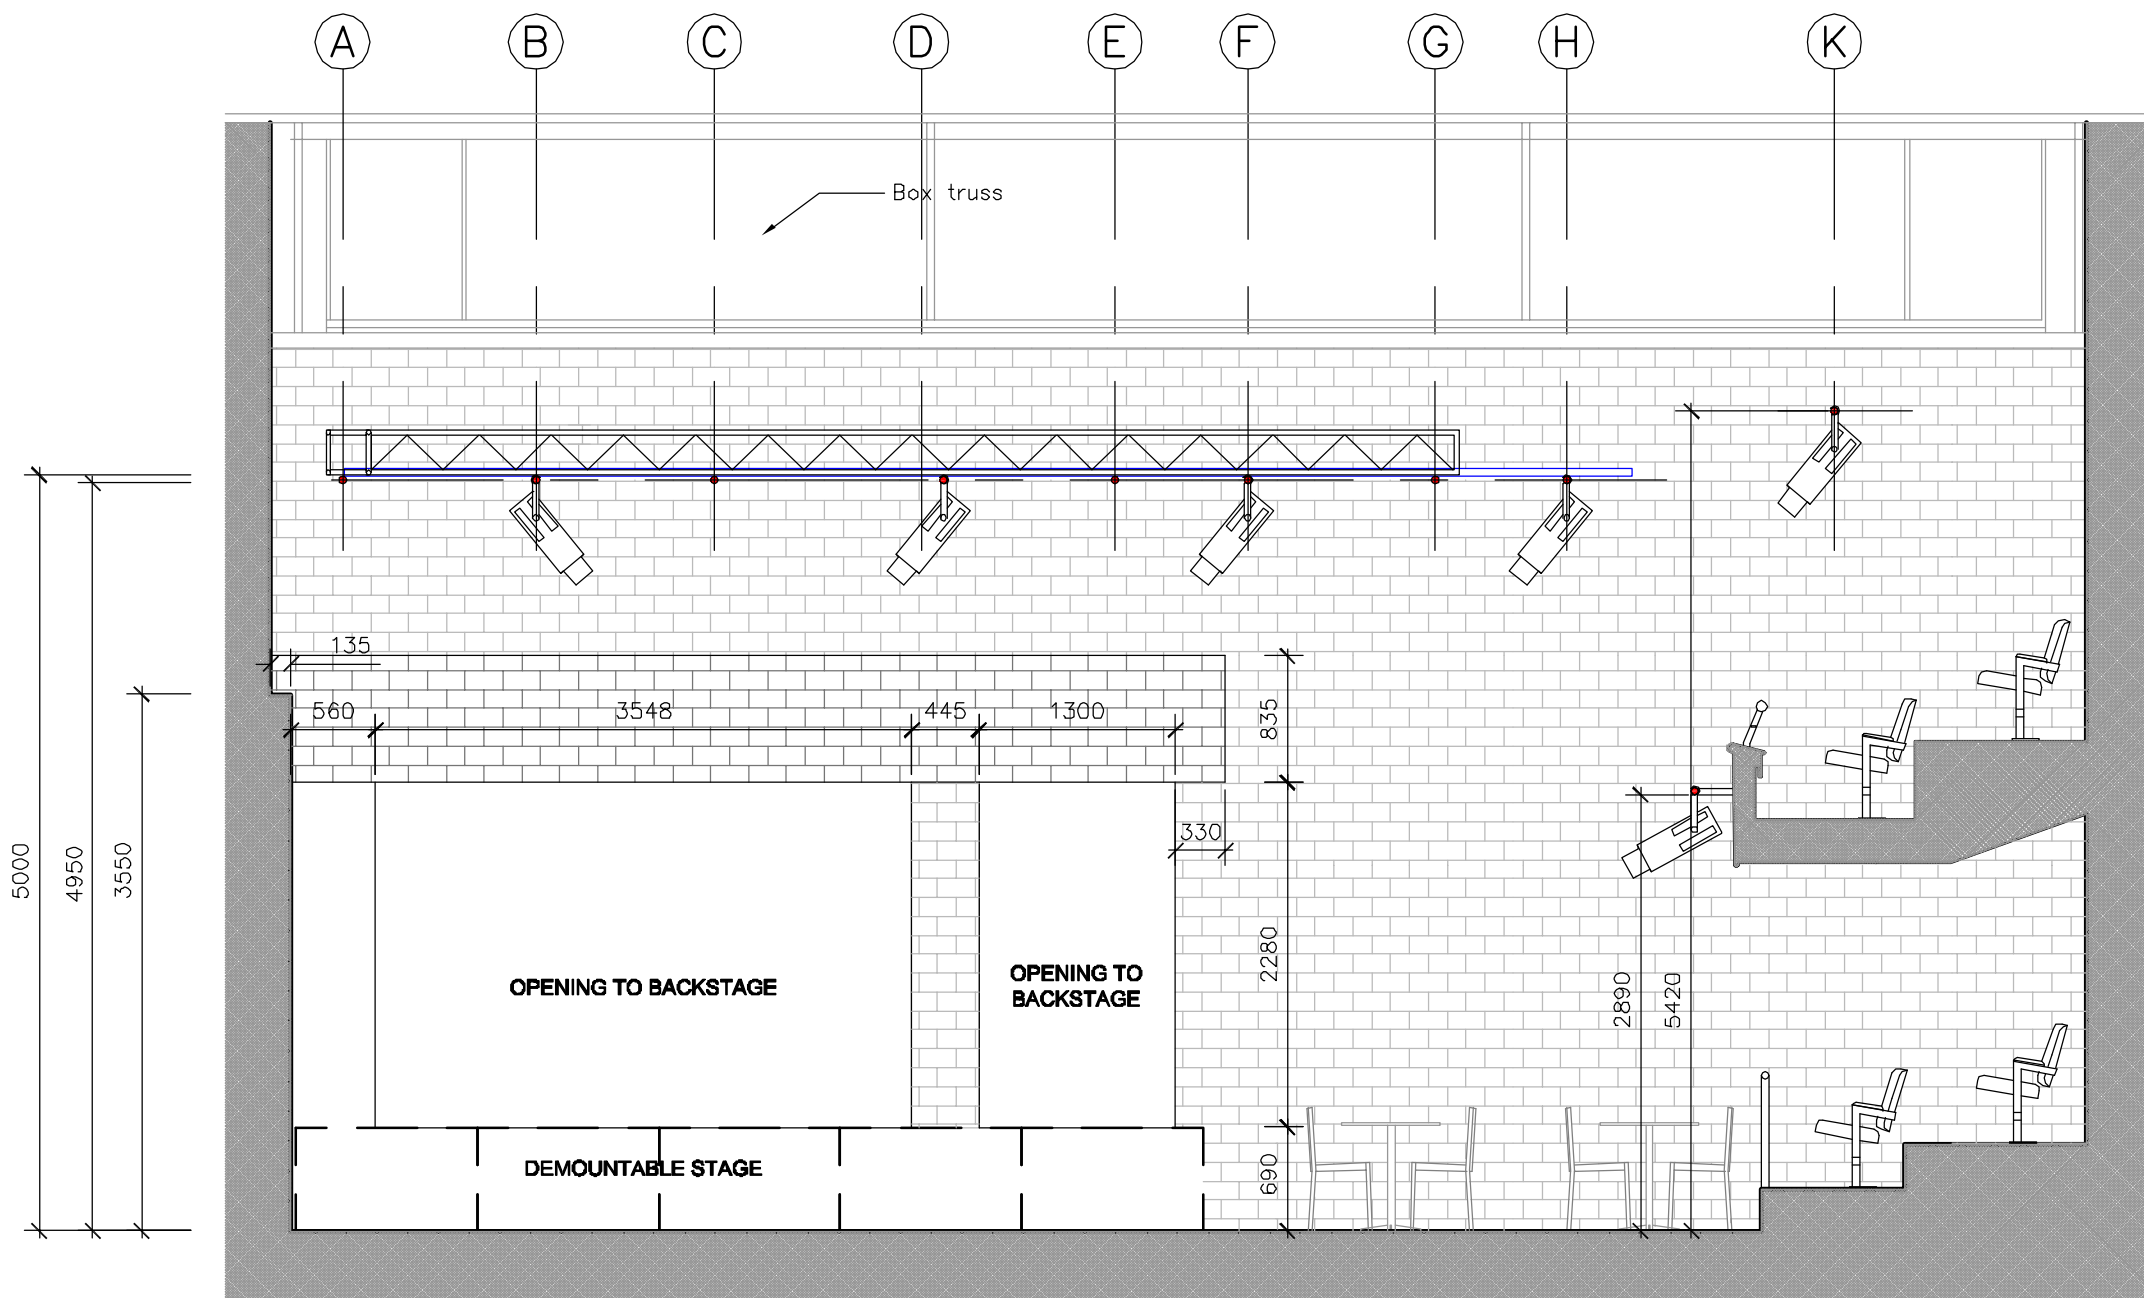 A
B
C
D
E
F
G
H
K
Box truss
135
560
3548
445
1300
835
330
5000
4950
3550
2280
2890
5420
OPENING TO BACKSTAGE
OPENING TO
BACKSTAGE
DEMOUNTABLE STAGE
690